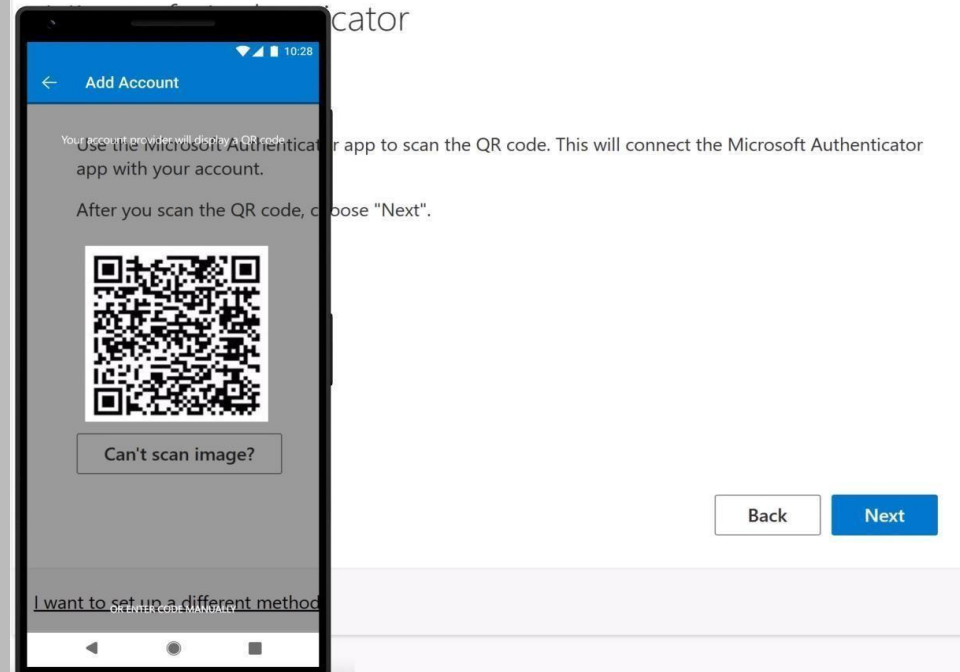 cator
10:28
Add Account
Your account provider will display a QR code
Use the Microsoft Authenticator app to scan the QR code. This will connect the Microsoft Authenticator
app with your account.
After you scan the QR code, choose "Next".
Can't scan image?
Back
Next
I want to set up a different method
OR ENTER CODE MANUALLY